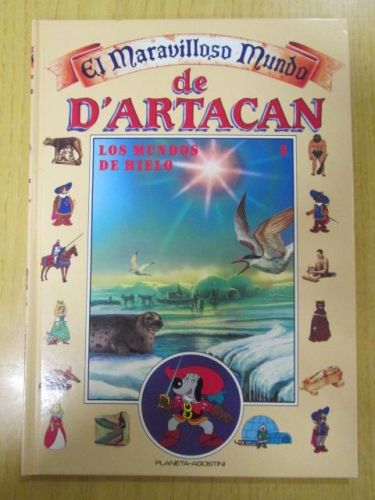 El Maravilloso Mundo
de
D'ARTACAN
LOS MUNDOS
DE HIELO
PLANETA-AGOSTINI